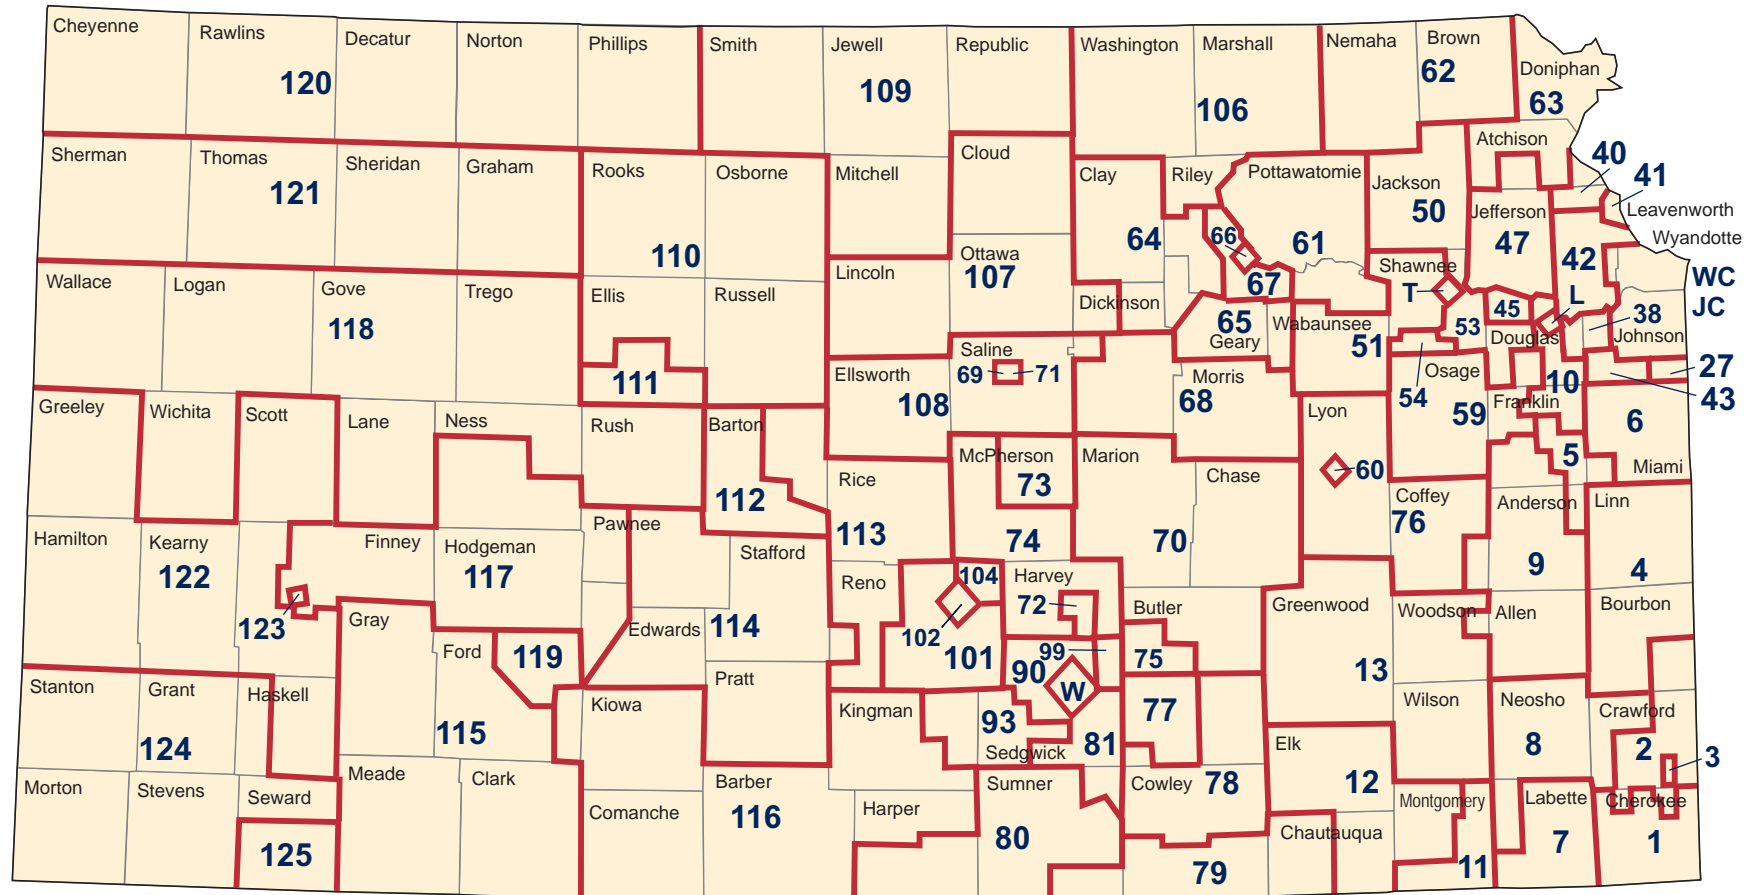 Cheyenne
Rawlins
Decatur
Norton
Phillips
Smith
Jewell
Republic
Washington
Marshall
Nemaha
Brown
Doniphan
120
109
106
62
63
Sherman
Thomas
Sheridan
Graham
Rooks
Osborne
Mitchell
Cloud
Clay
Riley
Pottawatomie
Jackson
Atchison
40
41
121
110
64
66
61
50
Jefferson
47
Leavenworth
Wyandotte
Wallace
Logan
Gove
Trego
Ellis
Russell
Lincoln
Ottawa
107
Dickinson
67
Shawnee
T
42
L
WC
JC
118
65
Geary
Wabaunsee
51
53
45
Douglas
38
Johnson
111
Ellsworth
Saline
69
71
108
Morris
68
54
Osage
59
10
27
43
Greeley
Wichita
Scott
Lane
Ness
Rush
Barton
McPherson
Marion
Chase
Lyon
60
Franklin
5
6
Miami
112
Rice
73
Coffey
76
Anderson
Linn
Hamilton
Kearny
122
Finney
Hodgeman
117
Pawnee
Stafford
113
74
70
9
4
123
Gray
Ford
119
Edwards
114
Reno
104
102
101
Harvey
72
99
90
W
Butler
75
Greenwood
13
Woodson
Allen
Bourbon
Stanton
Grant
Haskell
124
115
Kiowa
Pratt
Kingman
93
Sedgwick
81
77
Wilson
Neosho
8
Crawford
2
3
Morton
Stevens
Seward
Meade
Clark
Comanche
Barber
116
Harper
Sumner
80
Cowley
78
Elk
12
Montgomery
Labette
Cherokee
125
79
Chautauqua
11
7
1